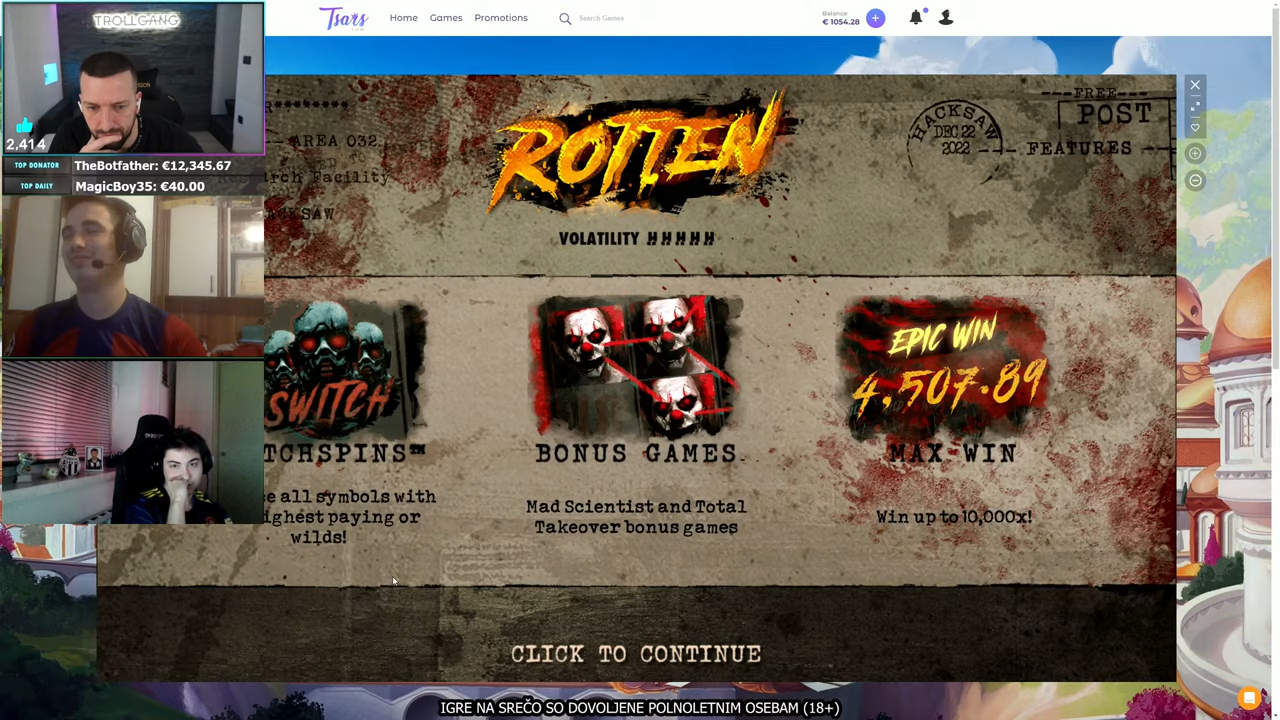 TROLLGANG
2,414
TOP DONATOR TheBotfather: €12,345.67
TOP DAILY MagicBoy35: €40.00
Tsars
.com
Home Games Promotions Search Games
Balance
€ 1054.28
AREA 032
Facility
ROTTEN
VOLATILITY
HACKSAW
DEC 22
2022
FREE
POST
FEATURES
SWITCH
TCHSPINS™
e all symbols with
ighest paying or
wilds!
BONUS GAMES
Mad Scientist and Total
Takeover bonus games
EPIC WIN
4,507.89
MAX WIN
Win up to 10,000x!
CLICK TO CONTINUE
IGRE NA SREČO SO DOVOLJENE POLNOLETNIM OSEBAM (18+)